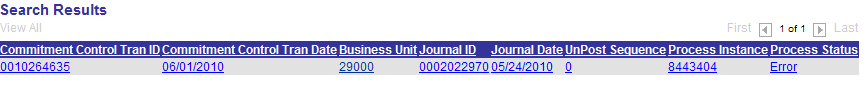 Search Results
View All First 1 of 1 Last
Commitment Control Tran ID Commitment Control Tran Date Business Unit Journal ID Journal Date UnPost Sequence Process Instance Process Status
0010264635 06/01/2010 29000 0002022970 05/24/2010 0 8443404 Error